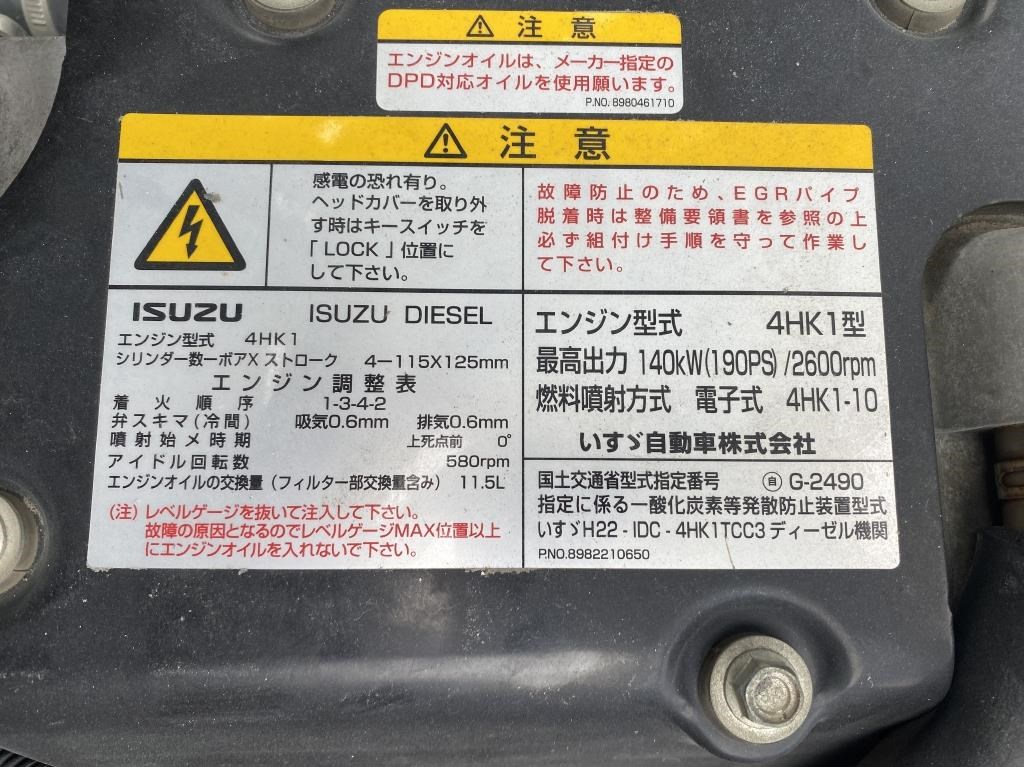 注意
エンジンオイルは、メーカー指定の
DPD対応オイルを使用願います。
P.NO. 8980461710
注意
感電の恐れ有り。
ヘッドカバーを取り外
す時はキースイッチを
「LOCK」位置に
して下さい。
故障防止のため、EGRパイプ
脱着時は整備要領書を参照の上
必ず組付け手順を守って作業し
て下さい。
ISUZU ISUZU DIESEL
エンジン型式 4HK1
シリンダー数ーボアX ストローク 4ー115X125mm
エンジン調整表
着火順序 1-3-4-2
弁スキマ(冷間) 吸気0.6mm 排気0.6mm
噴射始メ時期 上死点前 0°
アイドル回転数 580rpm
エンジンオイルの交換量(フィルター部交換量含み) 11.5L
(注)レベルゲージを抜いて注入して下さい。
故障の原因となるのでレベルゲージMAX位置以上
にエンジンオイルを入れないで下さい。
エンジン型式 4HK1型
最高出力 140kW(190PS)/2600rpm
燃料噴射方式 電子式 4HK1-10
いすゞ自動車株式会社
国土交通省型式指定番号 ㊂自 G-2490
指定に係る一酸化炭素等発散防止装置型式
いすゞH22-IDC-4HK1TCC3ディーゼル機関
P.NO.8982210650